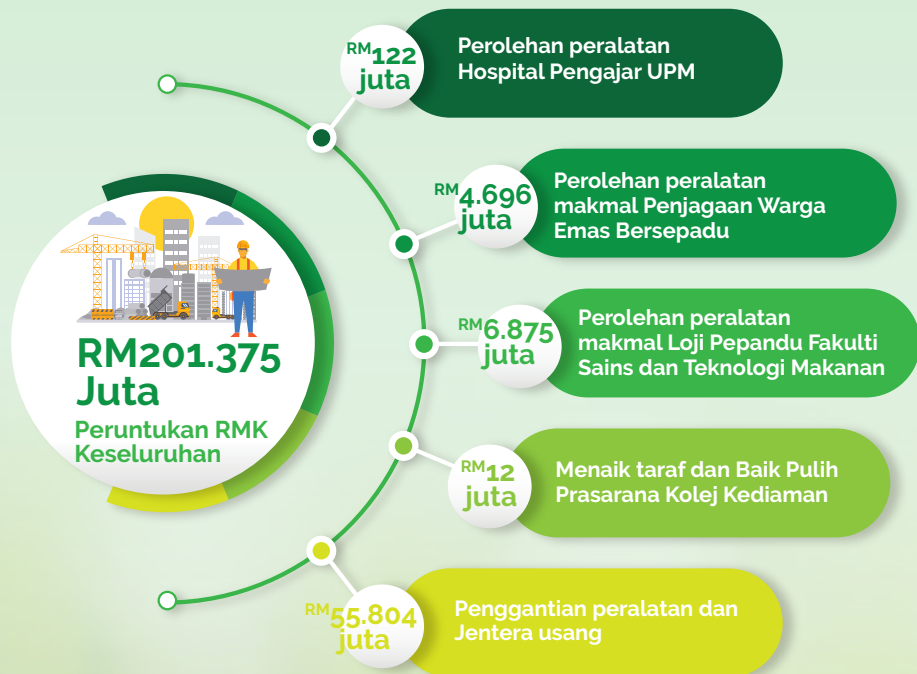 RM201.375
Juta
Peruntukan RMK
Keseluruhan
RM122
juta
Perolehan peralatan
Hospital Pengajar UPM
RM4.696
juta
Perolehan peralatan
makmal Penjagaan Warga
Emas Bersepadu
RM6.875
juta
Perolehan peralatan
makmal Loji Pepandu Fakulti
Sains dan Teknologi Makanan
RM12
juta
Menaik taraf dan Baik Pulih
Prasarana Kolej Kediaman
RM55.804
juta
Penggantian peralatan dan
Jentera usang